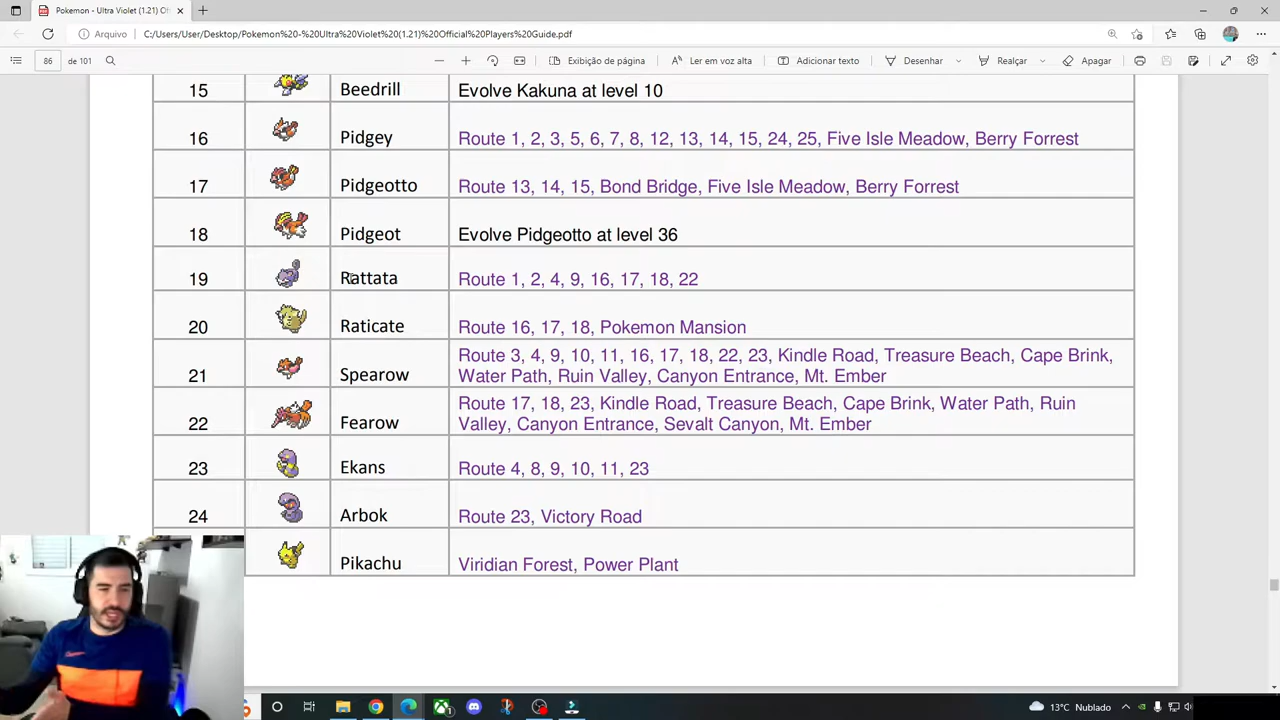 Pokemon - Ultra Violet (1.21) Of
Arquivo C:/Users/User/Desktop/Pokemon%20-%20Ultra%20Violet%20(1.21)%20Official%20Players%20Guide.pdf
86 de 101 Exibição de página Ler em voz alta Adicionar texto Desenhar Realçar Apagar
15 Beedrill Evolve Kakuna at level 10
16 Pidgey Route 1, 2, 3, 5, 6, 7, 8, 12, 13, 14, 15, 24, 25, Five Isle Meadow, Berry Forrest
17 Pidgeotto Route 13, 14, 15, Bond Bridge, Five Isle Meadow, Berry Forrest
18 Pidgeot Evolve Pidgeotto at level 36
19 Rattata Route 1, 2, 4, 9, 16, 17, 18, 22
20 Raticate Route 16, 17, 18, Pokemon Mansion
21 Spearow Route 3, 4, 9, 10, 11, 16, 17, 18, 22, 23, Kindle Road, Treasure Beach, Cape Brink,
Water Path, Ruin Valley, Canyon Entrance, Mt. Ember
22 Fearow Route 17, 18, 23, Kindle Road, Treasure Beach, Cape Brink, Water Path, Ruin
Valley, Canyon Entrance, Sevalt Canyon, Mt. Ember
23 Ekans Route 4, 8, 9, 10, 11, 23
24 Arbok Route 23, Victory Road
Pikachu Viridian Forest, Power Plant
13°C Nublado